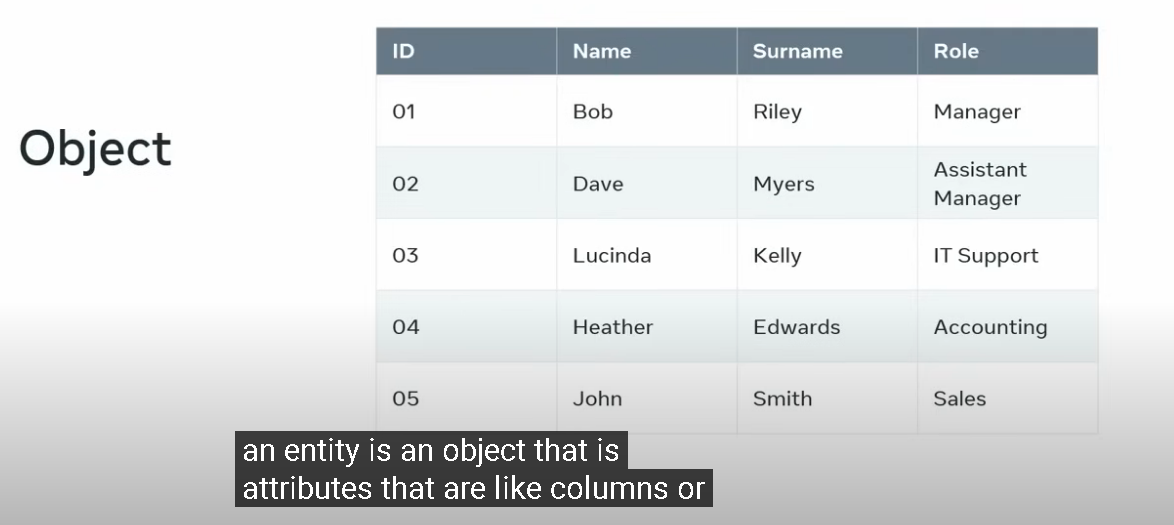 Object
ID Name Surname Role
01 Bob Riley Manager
02 Dave Myers Assistant
Manager
03 Lucinda Kelly IT Support
04 Heather Edwards Accounting
05 John Smith Sales
an entity is an object that is
attributes that are like columns or